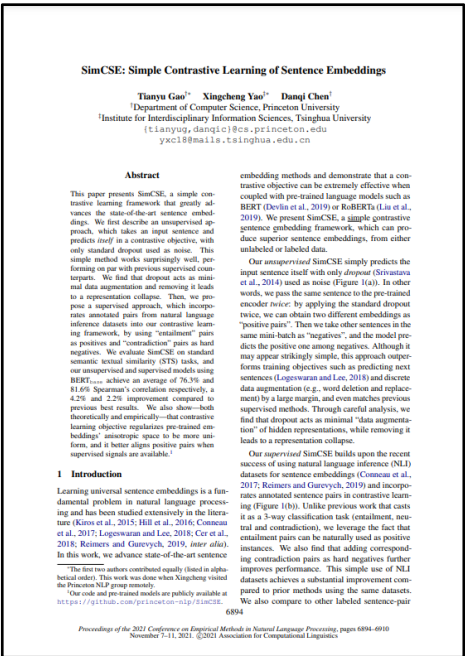 SimCSE: Simple Contrastive Learning of Sentence Embeddings
Tianyu Gao†* Xingcheng Yao‡* Danqi Chen†
†Department of Computer Science, Princeton University
‡Institute for Interdisciplinary Information Sciences, Tsinghua University
{tianyug,danqic}@cs.princeton.edu
yxc18@mails.tsinghua.edu.cn
Abstract
This paper presents SimCSE, a simple con-
trastive learning framework that greatly ad-
vances the state-of-the-art sentence embed-
dings. We first describe an unsupervised ap-
proach, which takes an input sentence and
predicts itself in a contrastive objective, with
only standard dropout used as noise. This
simple method works surprisingly well, per-
forming on par with previous supervised coun-
terparts. We find that dropout acts as mini-
mal data augmentation and removing it leads
to a representation collapse. Then, we pro-
pose a supervised approach, which incorpo-
rates annotated pairs from natural language
inference datasets into our contrastive learn-
ing framework, by using "entailment" pairs
as positives and "contradiction" pairs as hard
negatives. We evaluate SimCSE on standard
semantic textual similarity (STS) tasks, and
our unsupervised and supervised models using
BERTbase achieve an average of 76.3% and
81.6% Spearman's correlation respectively, a
4.2% and 2.2% improvement compared to
previous best results. We also show—both
theoretically and empirically—that contrastive
learning objective regularizes pre-trained em-
beddings' anisotropic space to be more uni-
form, and it better aligns positive pairs when
supervised signals are available.1
1 Introduction
Learning universal sentence embeddings is a fun-
damental problem in natural language process-
ing and has been studied extensively in the litera-
ture (Kiros et al., 2015; Hill et al., 2016; Conneau
et al., 2017; Logeswaran and Lee, 2018; Cer et al.,
2018; Reimers and Gurevych, 2019, inter alia).
In this work, we advance state-of-the-art sentence
*The first two authors contributed equally (listed in alpha-
betical order). This work was done when Xingcheng visited
the Princeton NLP group remotely.
1Our code and pre-trained models are publicly available at
https://github.com/princeton-nlp/SimCSE.
embedding methods and demonstrate that a con-
trastive objective can be extremely effective when
coupled with pre-trained language models such as
BERT (Devlin et al., 2019) or RoBERTa (Liu et al.,
2019). We present SimCSE, a simple contrastive
sentence embedding framework, which can pro-
duce superior sentence embeddings, from either
unlabeled or labeled data.
Our unsupervised SimCSE simply predicts the
input sentence itself with only dropout (Srivastava
et al., 2014) used as noise (Figure 1(a)). In other
words, we pass the same sentence to the pre-trained
encoder twice: by applying the standard dropout
twice, we can obtain two different embeddings as
"positive pairs". Then we take other sentences in the
same mini-batch as "negatives", and the model pre-
dicts the positive one among negatives. Although it
may appear strikingly simple, this approach outper-
forms training objectives such as predicting next
sentences (Logeswaran and Lee, 2018) and discrete
data augmentation (e.g., word deletion and replace-
ment) by a large margin, and even matches previous
supervised methods. Through careful analysis, we
find that dropout acts as minimal "data augmenta-
tion" of hidden representations, while removing it
leads to a representation collapse.
Our supervised SimCSE builds upon the recent
success of using natural language inference (NLI)
datasets for sentence embeddings (Conneau et al.,
2017; Reimers and Gurevych, 2019) and incorpo-
rates annotated sentence pairs in contrastive learn-
ing (Figure 1(b)). Unlike previous work that casts
it as a 3-way classification task (entailment, neu-
tral and contradiction), we leverage the fact that
entailment pairs can be naturally used as positive
instances. We also find that adding correspond-
ing contradiction pairs as hard negatives further
improves performance. This simple use of NLI
datasets achieves a substantial improvement com-
pared to prior methods using the same datasets.
We also compare to other labeled sentence-pair
6894
Proceedings of the 2021 Conference on Empirical Methods in Natural Language Processing, pages 6894–6910
November 7–11, 2021. ©2021 Association for Computational Linguistics